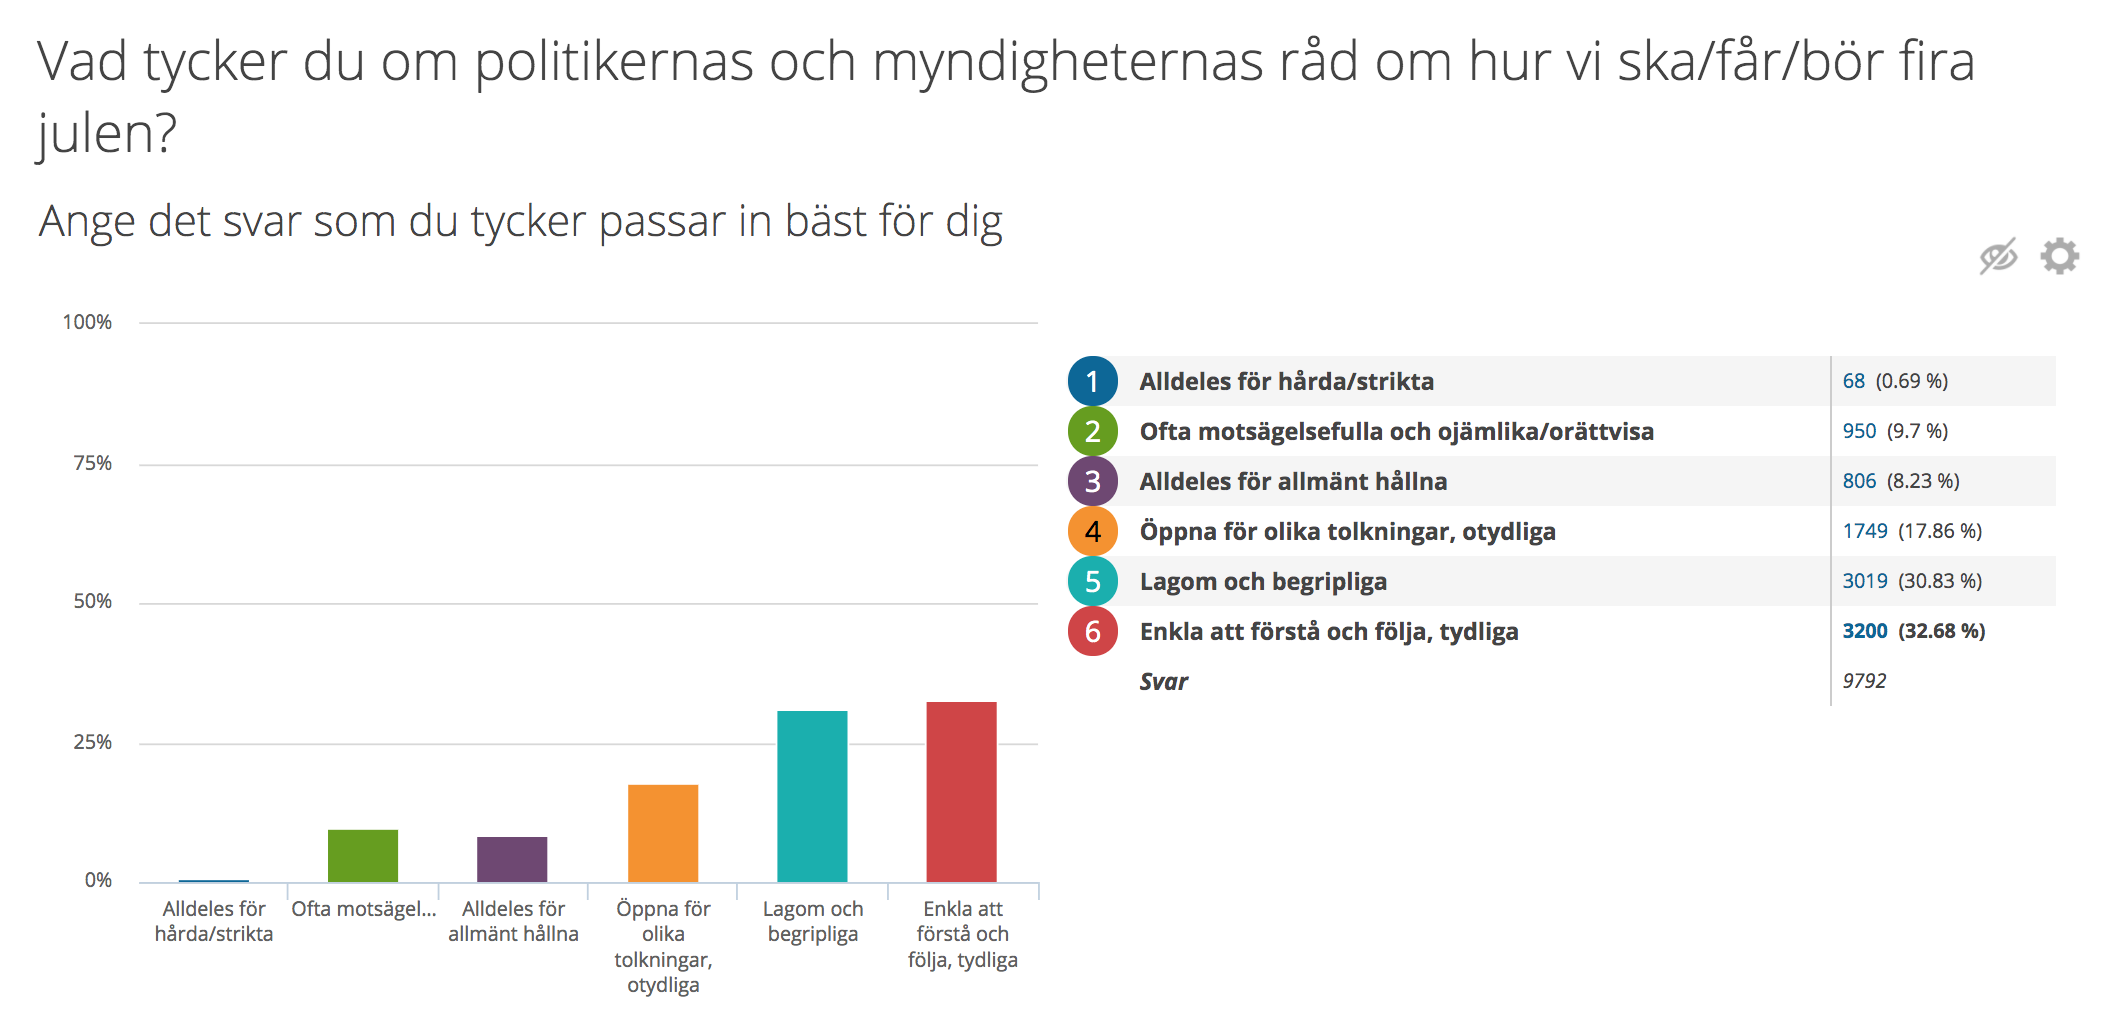 Vad tycker du om politikernas och myndigheternas råd om hur vi ska/får/bör fira
julen?
Ange det svar som du tycker passar in bäst för dig
100%
75%
50%
25%
0%
Alldeles för
hårda/strikta
Ofta motsägel...
Alldeles för
allmänt hållna
Öppna för
olika
tolkningar,
otydliga
Lagom och
begripliga
Enkla att
förstå och
följa, tydliga
1 Alldeles för hårda/strikta 68 (0.69 %)
2 Ofta motsägelsefulla och ojämlika/orättvisa 950 (9.7 %)
3 Alldeles för allmänt hållna 806 (8.23 %)
4 Öppna för olika tolkningar, otydliga 1749 (17.86 %)
5 Lagom och begripliga 3019 (30.83 %)
6 Enkla att förstå och följa, tydliga 3200 (32.68 %)
Svar 9792